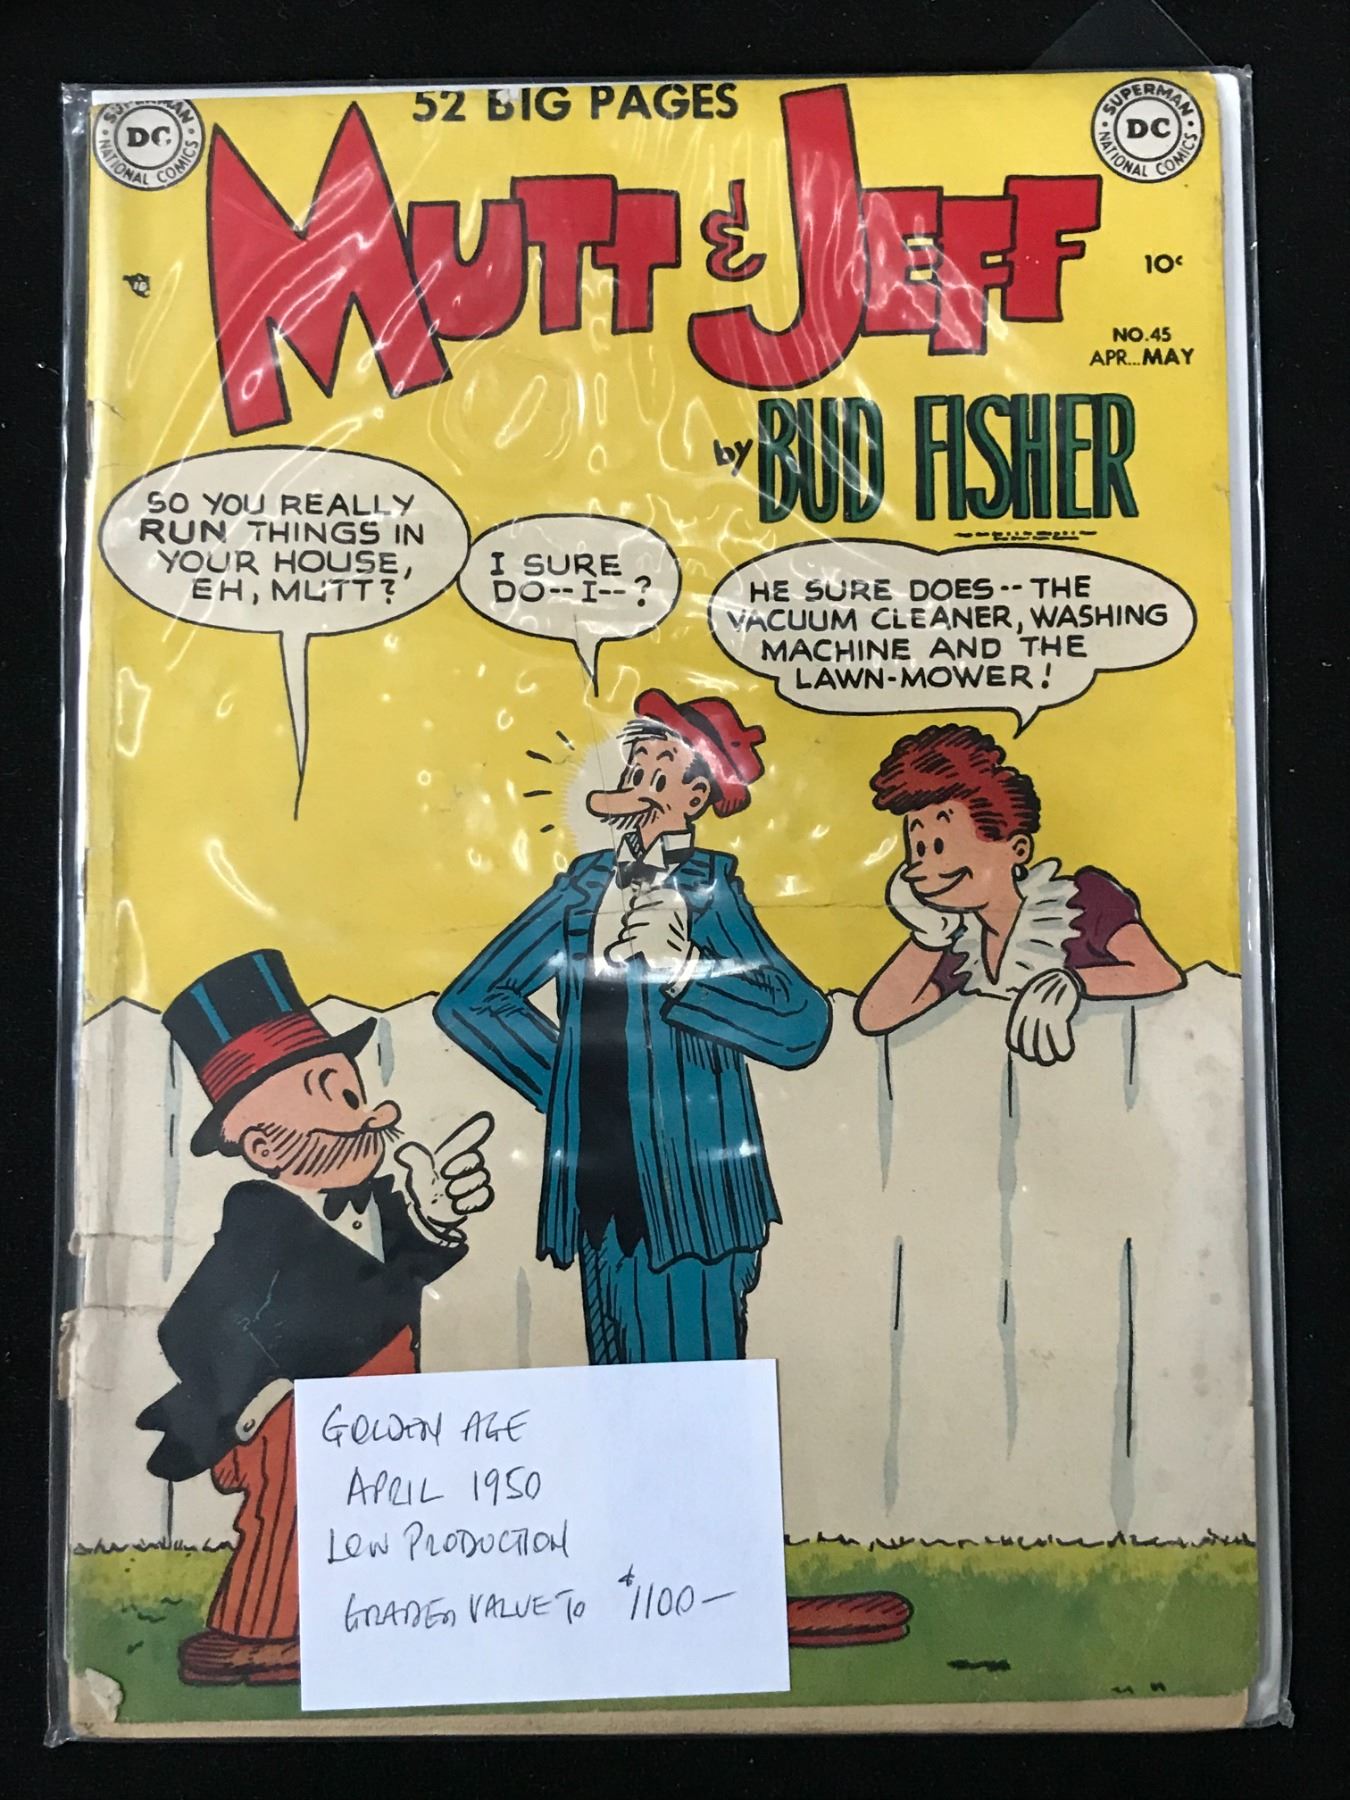 52 BIG PAGES
SUPERMAN
DC
NATIONAL COMICS
SUPERMAN
DC
NATIONAL COMICS
MUTT & JEFF
10¢
NO. 45
APR...MAY
by BUD FISHER
SO YOU REALLY
RUN THINGS IN
YOUR HOUSE,
EH, MUTT?
I SURE
DO--I--?
HE SURE DOES--THE
VACUUM CLEANER, WASHING
MACHINE AND THE
LAWN-MOWER!
GOLDEN AGE
APRIL 1950
LOW PRODUCTION
GRADED VALUE TO $1100-